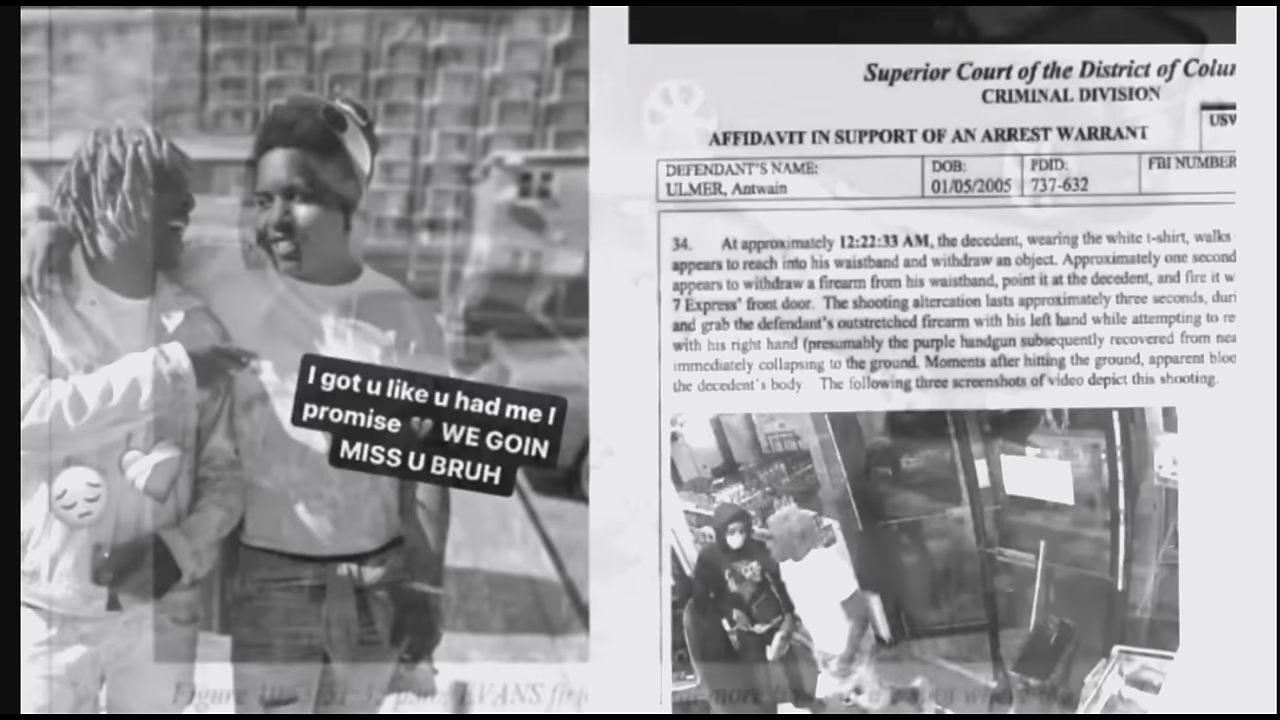 I got u like u had me I
promise 💔 WE GOIN
MISS U BRUH
Superior Court of the District of Colu
CRIMINAL DIVISION
USV
AFFIDAVIT IN SUPPORT OF AN ARREST WARRANT
DEFENDANT'S NAME:
ULMER, Antwain
DOB:
01/05/2005
PDID:
737-632
FBI NUMBER
34. At approximately 12:22:33 AM, the decedent, wearing the white t-shirt, walks
appears to reach into his waistband and withdraw an object. Approximately one second
appears to withdraw a firearm from his waistband, point it at the decedent, and fire it w
7 Express' front door. The shooting altercation lasts approximately three seconds, duri
and grab the defendant's outstretched firearm with his left hand while attempting to re
with his right hand (presumably the purple handgun subsequently recovered from nea
immediately collapsing to the ground. Moments after hitting the ground, apparent bloo
the decedent's body. The following three screenshots of video depict this shooting.
Figure EVANS